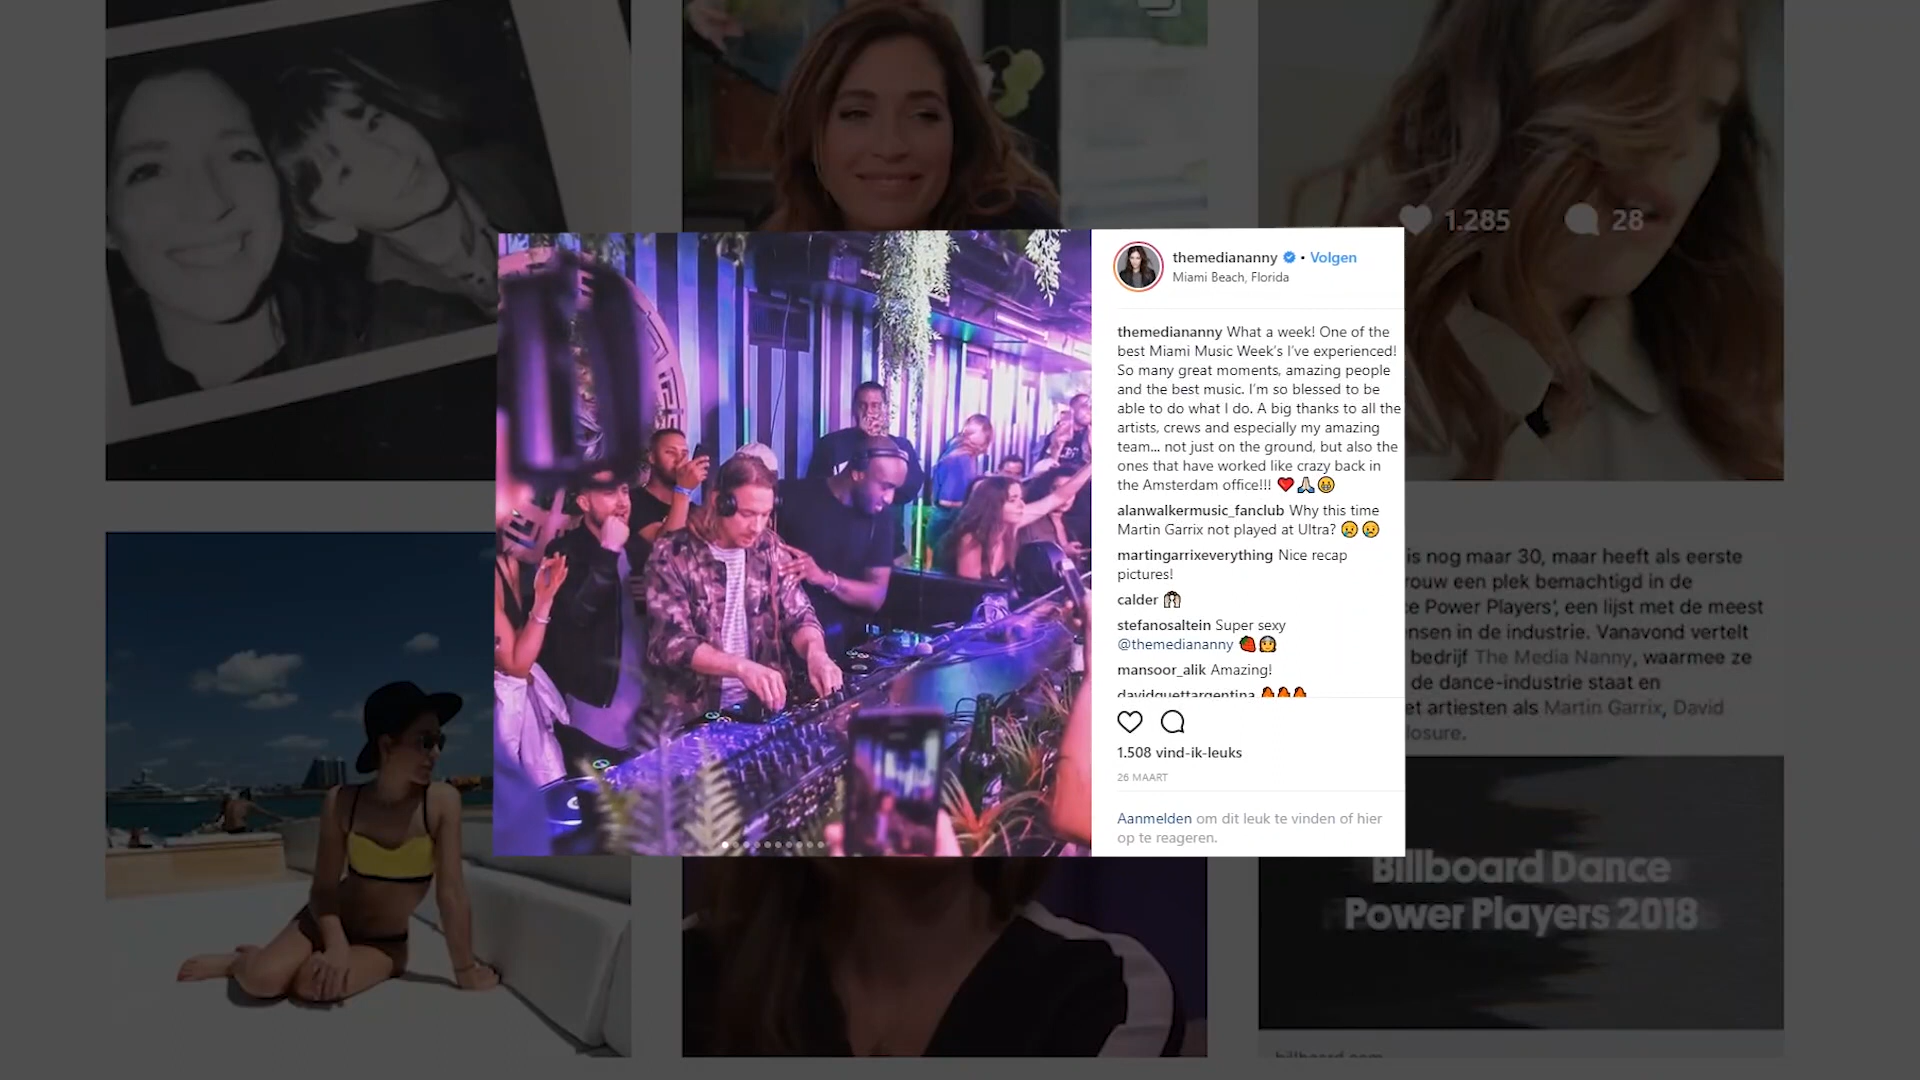 1.285 28
themediananny • Volgen
Miami Beach, Florida
themediananny What a week! One of the
best Miami Music Week's I've experienced!
So many great moments, amazing people
and the best music. I'm so blessed to be
able to do what I do. A big thanks to all the
artists, crews and especially my amazing
team... not just on the ground, but also the
ones that have worked like crazy back in
the Amsterdam office!!! ❤️🙏😭
alanwalkermusic_fanclub Why this time
Martin Garrix not played at Ultra? 😥😥
martingarrixeverything Nice recap
pictures!
calder
stefanosaltein Super sexy
@themediananny
mansoor_alik Amazing!
davidguettargentina
1.508 vind-ik-leuks
26 MAART
Aanmelden om dit leuk te vinden of hier
op te reageren.
is nog maar 30, maar heeft als eerste
rouw een plek bemachtigd in de
e Power Players', een lijst met de meest
nsen in de industrie. Vanavond vertelt
bedrijf The Media Nanny, waarmee ze
de dance-industrie staat en
et artiesten als Martin Garrix, David
losure.
Billboard Dance
Power Players 2018
billboard.com